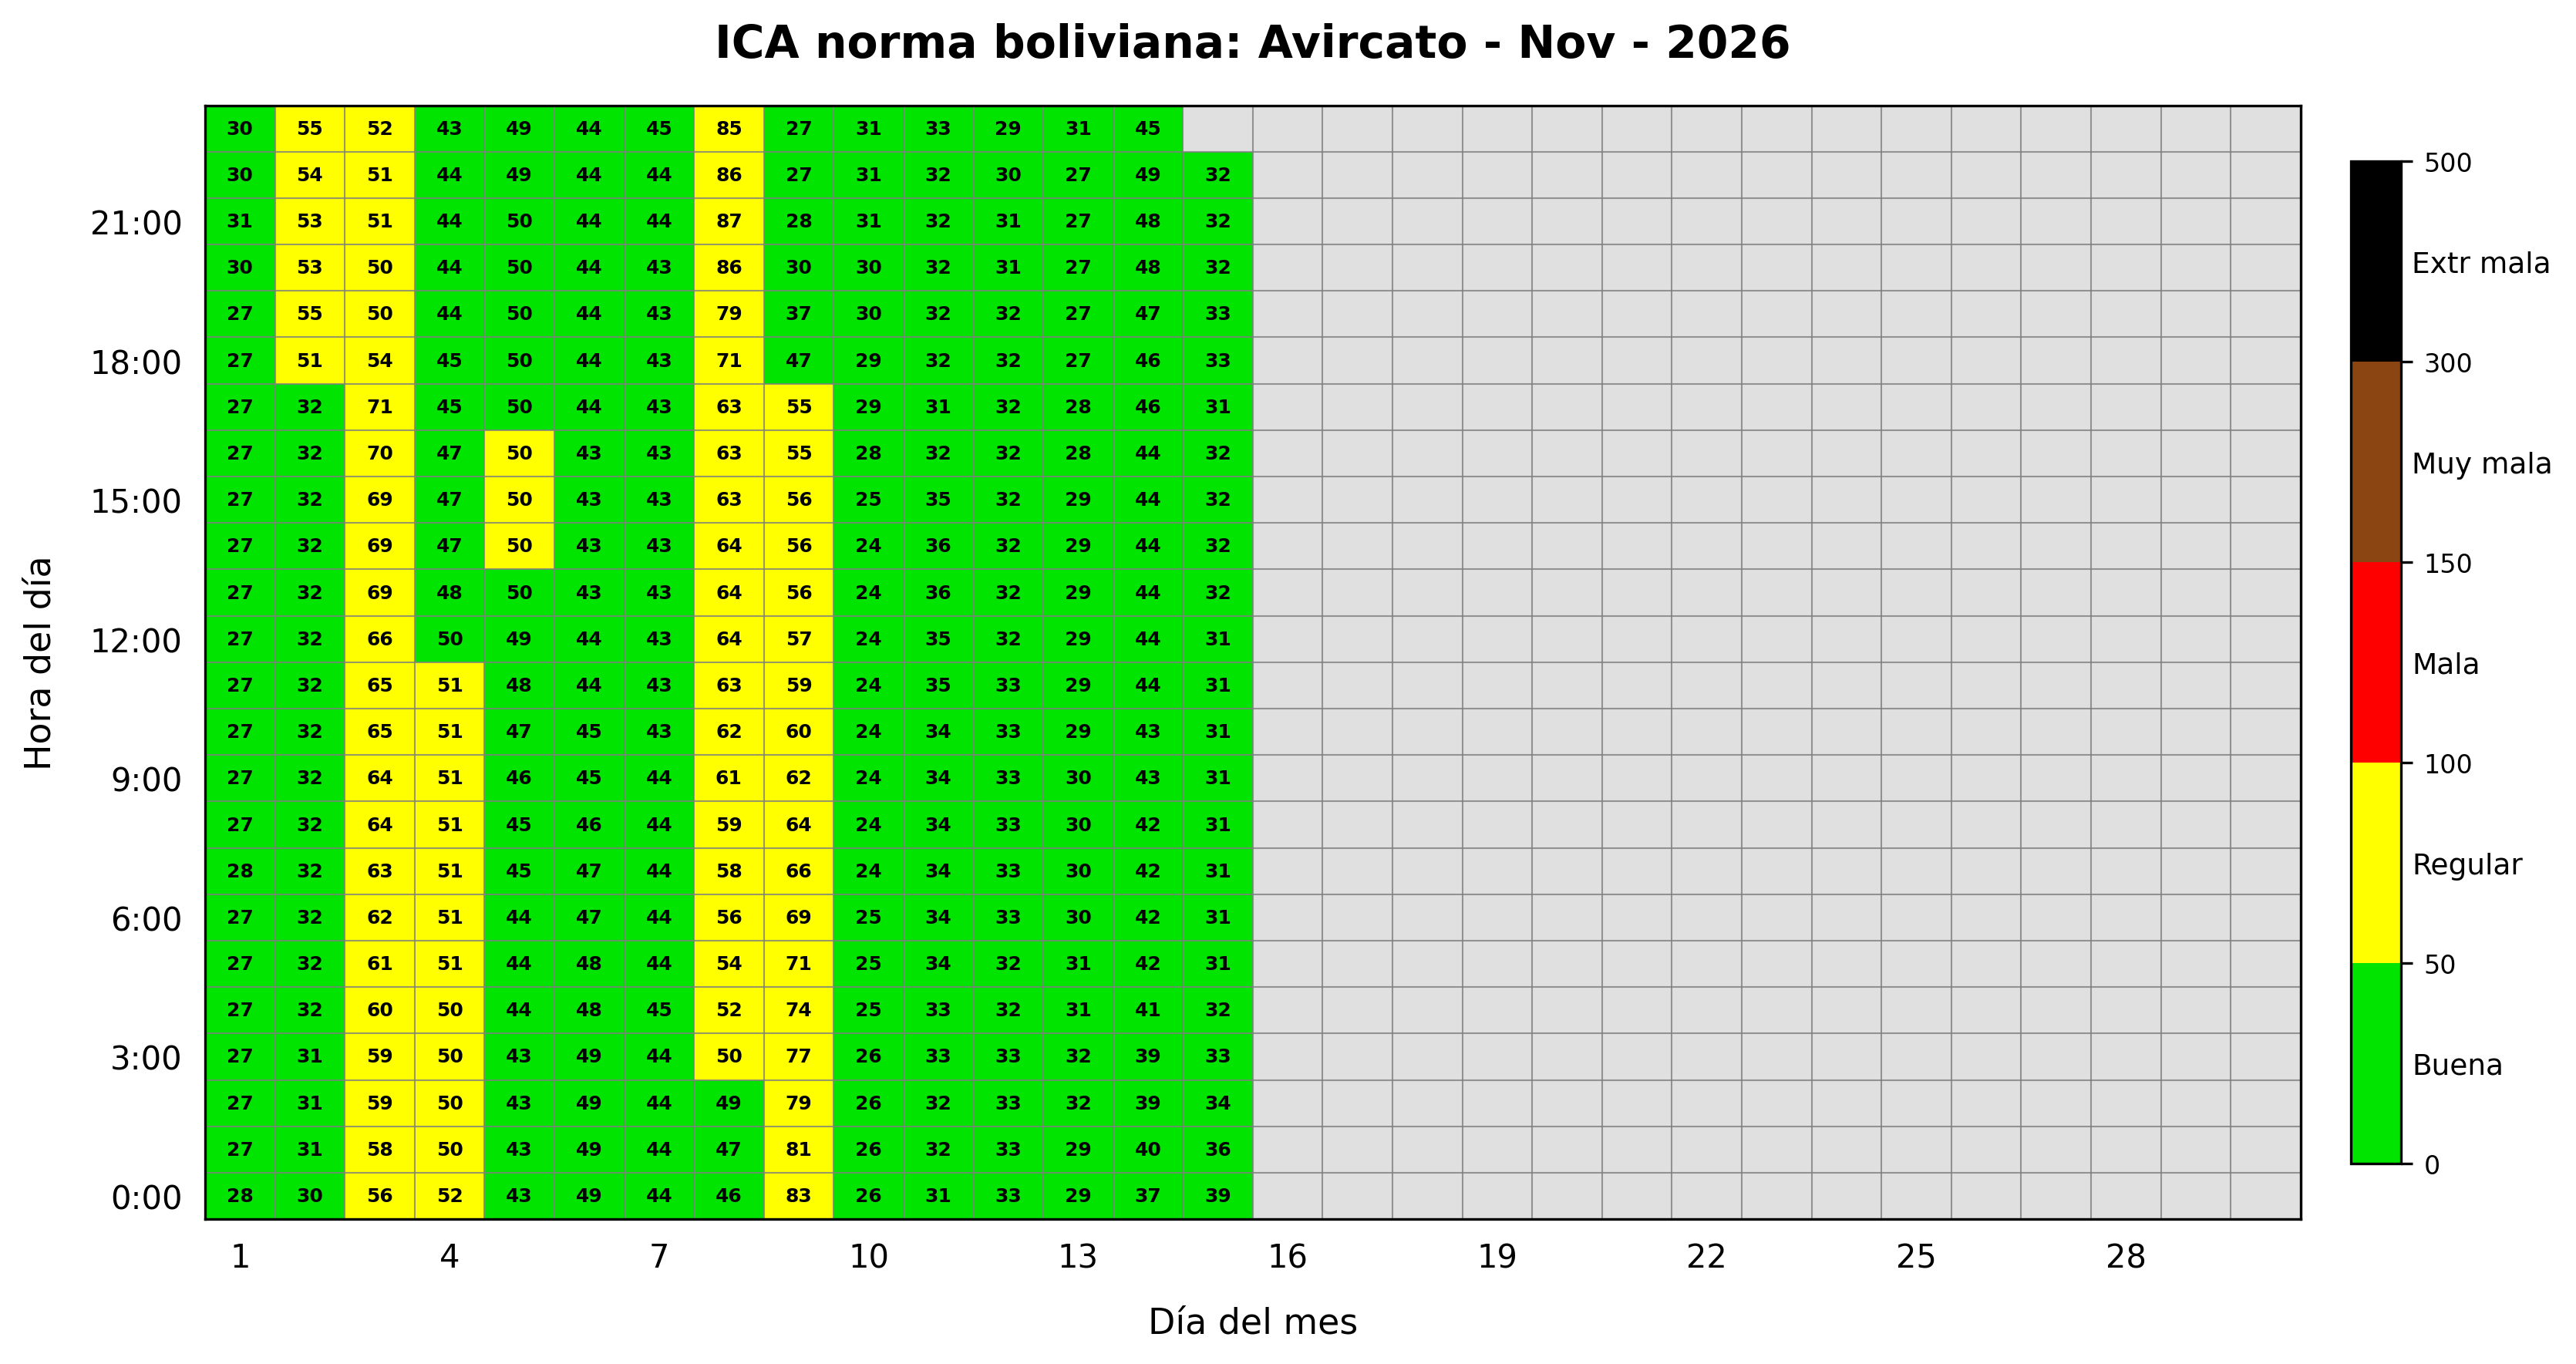 ICA norma boliviana: Avircato - Nov - 2026
30 55 52 43 49 44 45 85 27 31 33 29 31 45
30 54 51 44 49 44 44 86 27 31 32 30 27 49 32
21:00 31 53 51 44 50 44 44 87 28 31 32 31 27 48 32
30 53 50 44 50 44 43 86 30 30 32 31 27 48 32
27 55 50 44 50 44 43 79 37 30 32 32 27 47 33
18:00 27 51 54 45 50 44 43 71 47 29 32 32 27 46 33
27 32 71 45 50 44 43 63 55 29 31 32 28 46 31
27 32 70 47 50 43 43 63 55 28 32 32 28 44 32
15:00 27 32 69 47 50 43 43 63 56 25 35 32 29 44 32
27 32 69 47 50 43 43 64 56 24 36 32 29 44 32
27 32 69 48 50 43 43 64 56 24 36 32 29 44 32
12:00 27 32 66 50 49 44 43 64 57 24 35 32 29 44 31
27 32 65 51 48 44 43 63 59 24 35 33 29 44 31
27 32 65 51 47 45 43 62 60 24 34 33 29 43 31
9:00 27 32 64 51 46 45 44 61 62 24 34 33 30 43 31
27 32 64 51 45 46 44 59 64 24 34 33 30 42 31
28 32 63 51 45 47 44 58 66 24 34 33 30 42 31
6:00 27 32 62 51 44 47 44 56 69 25 34 33 30 42 31
27 32 61 51 44 48 44 54 71 25 34 32 31 42 31
27 32 60 50 44 48 45 52 74 25 33 32 31 41 32
3:00 27 31 59 50 43 49 44 50 77 26 33 33 32 39 33
27 31 59 50 43 49 44 49 79 26 32 33 32 39 34
27 31 58 50 43 49 44 47 81 26 32 33 29 40 36
0:00 28 30 56 52 43 49 44 46 83 26 31 33 29 37 39
1 4 7 10 13 16 19 22 25 28
Día del mes
Hora del día
500
Extr mala
300
Muy mala
150
Mala
100
Regular
50
Buena
0